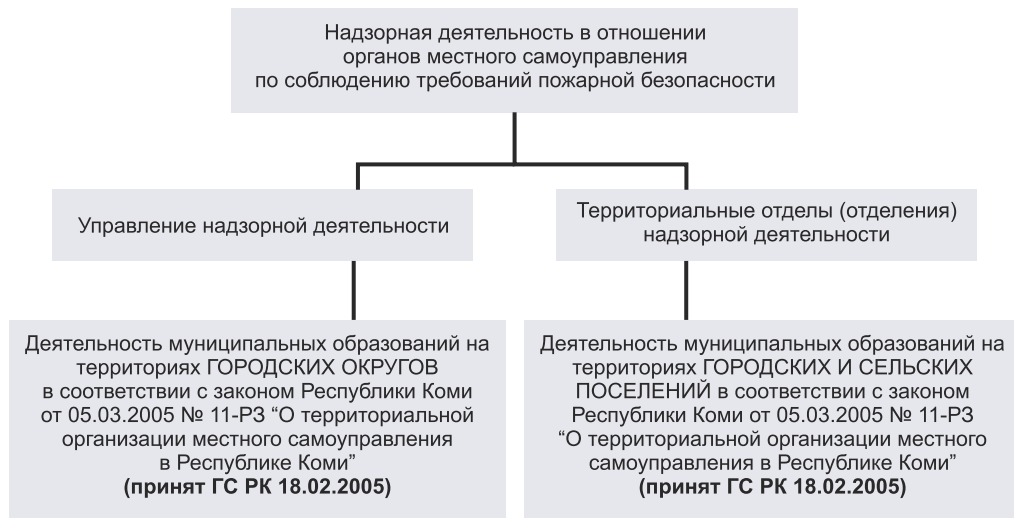 Надзорная деятельность в отношении
органов местного самоуправления
по соблюдению требований пожарной безопасности
Управление надзорной деятельности
Территориальные отделы (отделения)
надзорной деятельности
Деятельность муниципальных образований на
территориях ГОРОДСКИХ ОКРУГОВ
в соответствии с законом Республики Коми
от 05.03.2005 № 11-РЗ “О территориальной
организации местного самоуправления
в Республике Коми”
(принят ГС РК 18.02.2005)
Деятельность муниципальных образований на
территориях ГОРОДСКИХ И СЕЛЬСКИХ
ПОСЕЛЕНИЙ в соответствии с законом
Республики Коми от 05.03.2005 № 11-РЗ
“О территориальной организации местного
самоуправления в Республике Коми”
(принят ГС РК 18.02.2005)